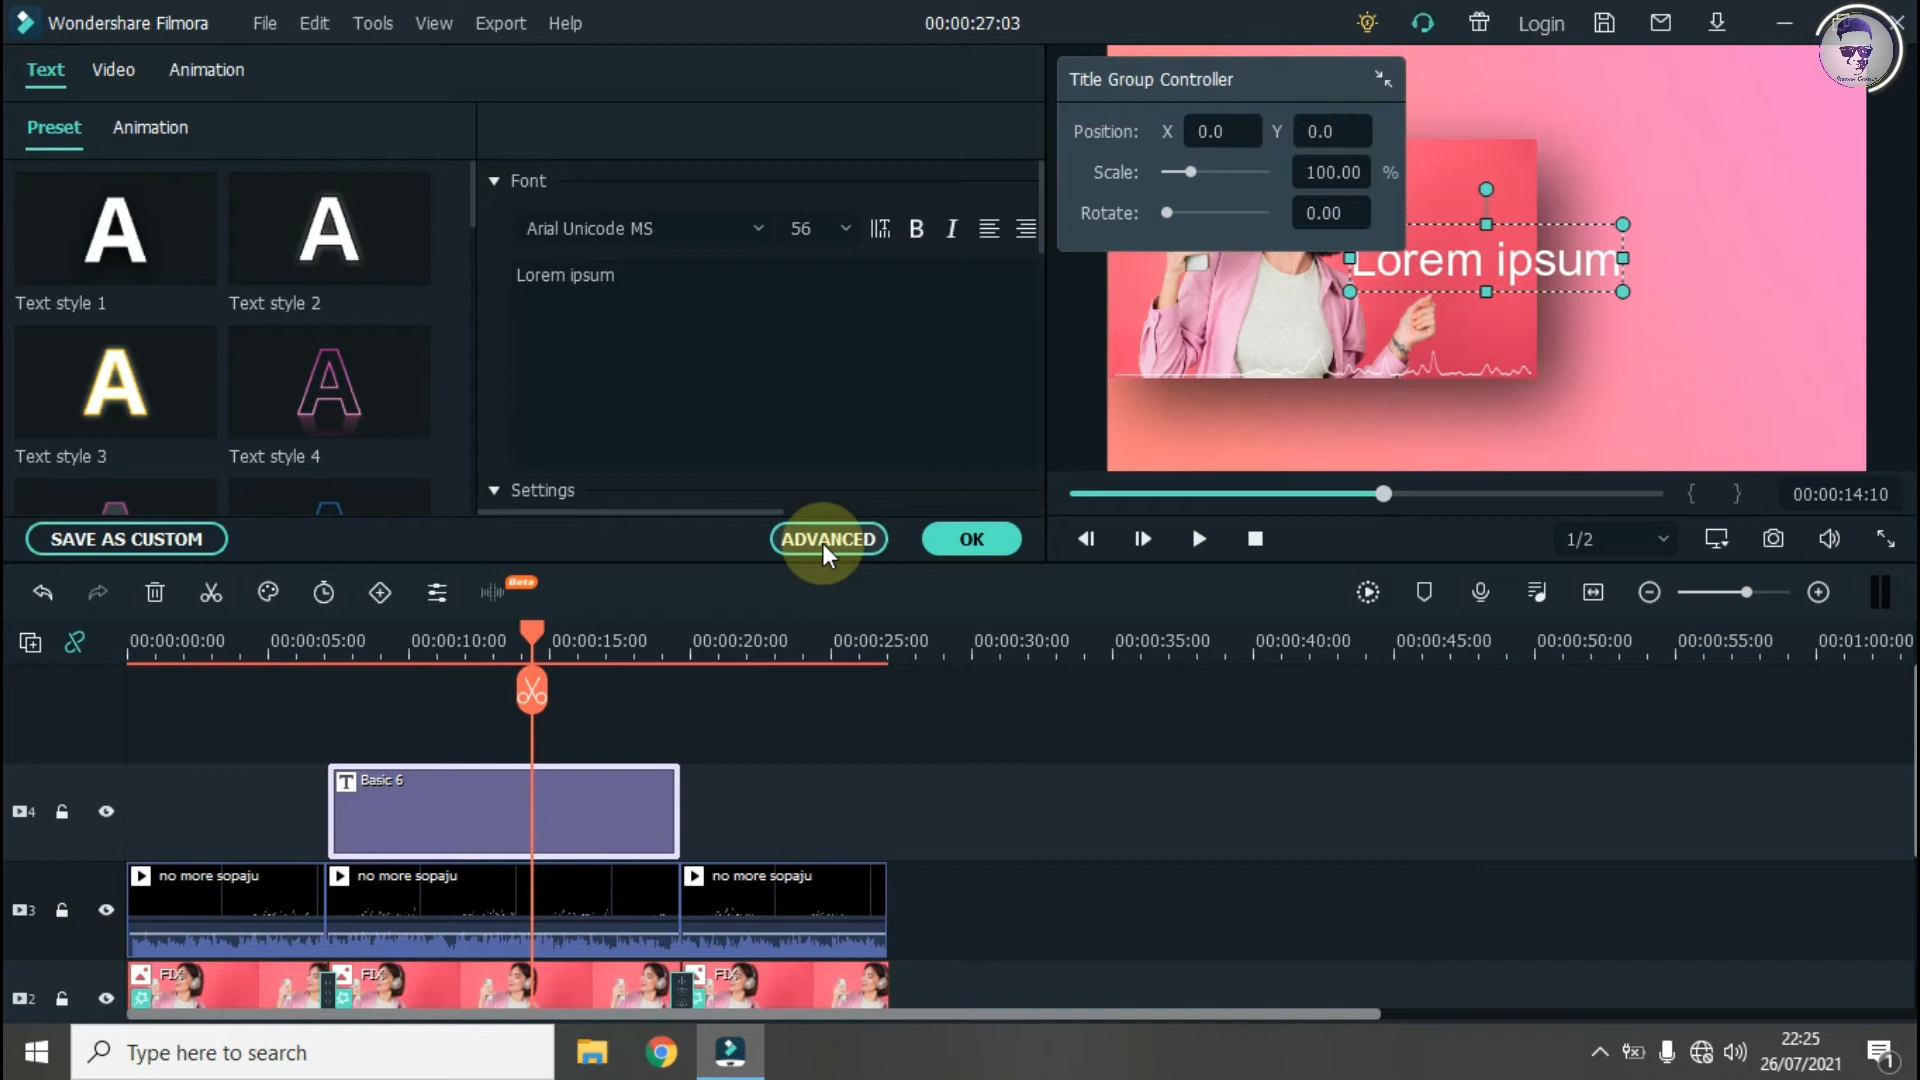 Wondershare Filmora File Edit Tools View Export Help 00:00:27:03 Login
Text Video Animation
Preset Animation
Text style 1
Text style 2
Text style 3
Text style 4
SAVE AS CUSTOM
Font
Arial Unicode MS 56 B I
Lorem ipsum
Settings
ADVANCED OK
Title Group Controller
Position: X 0.0 Y 0.0
Scale: 100.00 %
Rotate: 0.00
Lorem ipsum
{ } 00:00:14:10
1/2
Beta
00:00:00:00 00:00:05:00 00:00:10:00 00:00:15:00 00:00:20:00 00:00:25:00 00:00:30:00 00:00:35:00 00:00:40:00 00:00:45:00 00:00:50:00 00:00:55:00 00:01:00:00
4 T Basic 6
3 no more sopaju no more sopaju no more sopaju
2 FIX FIX FIX
Type here to search
22:25
26/07/2021
1